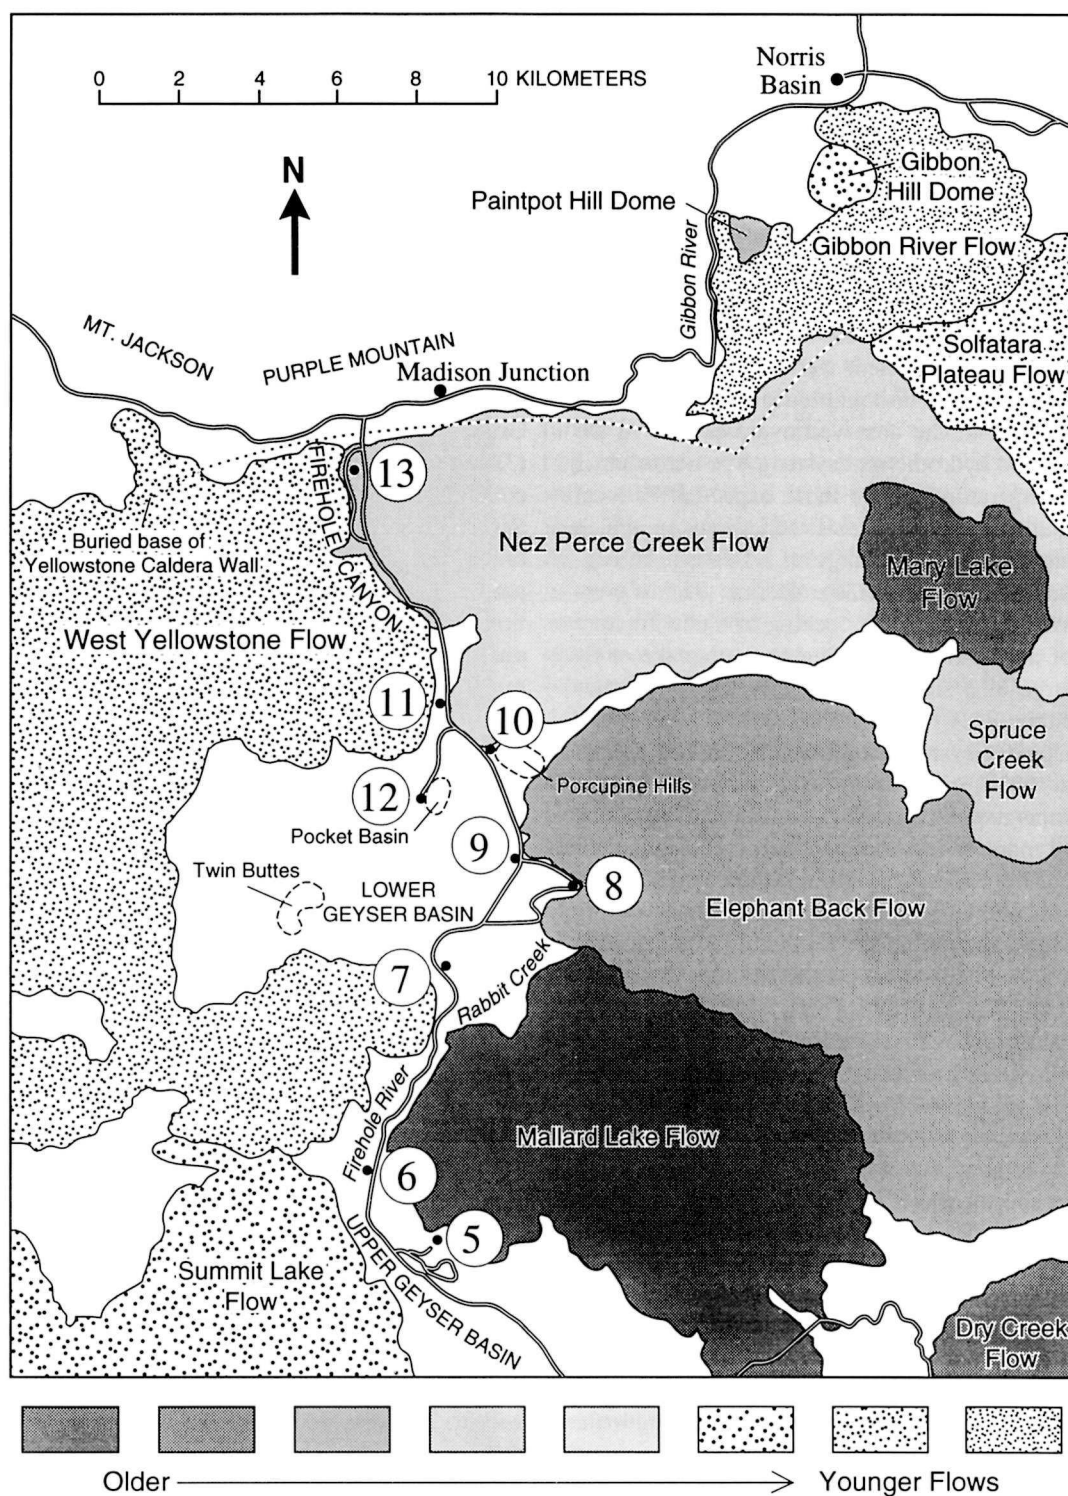 Norris
Basin
0 2 4 6 8 10 KILOMETERS
N
Gibbon
Hill Dome
Paintpot Hill Dome
Gibbon River Flow
Gibbon River
MT. JACKSON
PURPLE MOUNTAIN
Madison Junction
Solfatara
Plateau Flow
13
FIREHOLE CANYON
Buried base of
Yellowstone Caldera Wall
Nez Perce Creek Flow
Mary Lake
Flow
West Yellowstone Flow
11
10
Spruce
Creek
Flow
12
Porcupine Hills
Pocket Basin
9
Twin Buttes
LOWER
GEYSER BASIN
8
Elephant Back Flow
7
Rabbit Creek
Firehole River
Mallard Lake Flow
6
5
UPPER GEYSER BASIN
Summit Lake
Flow
Dry Creek
Flow
Older
Younger Flows